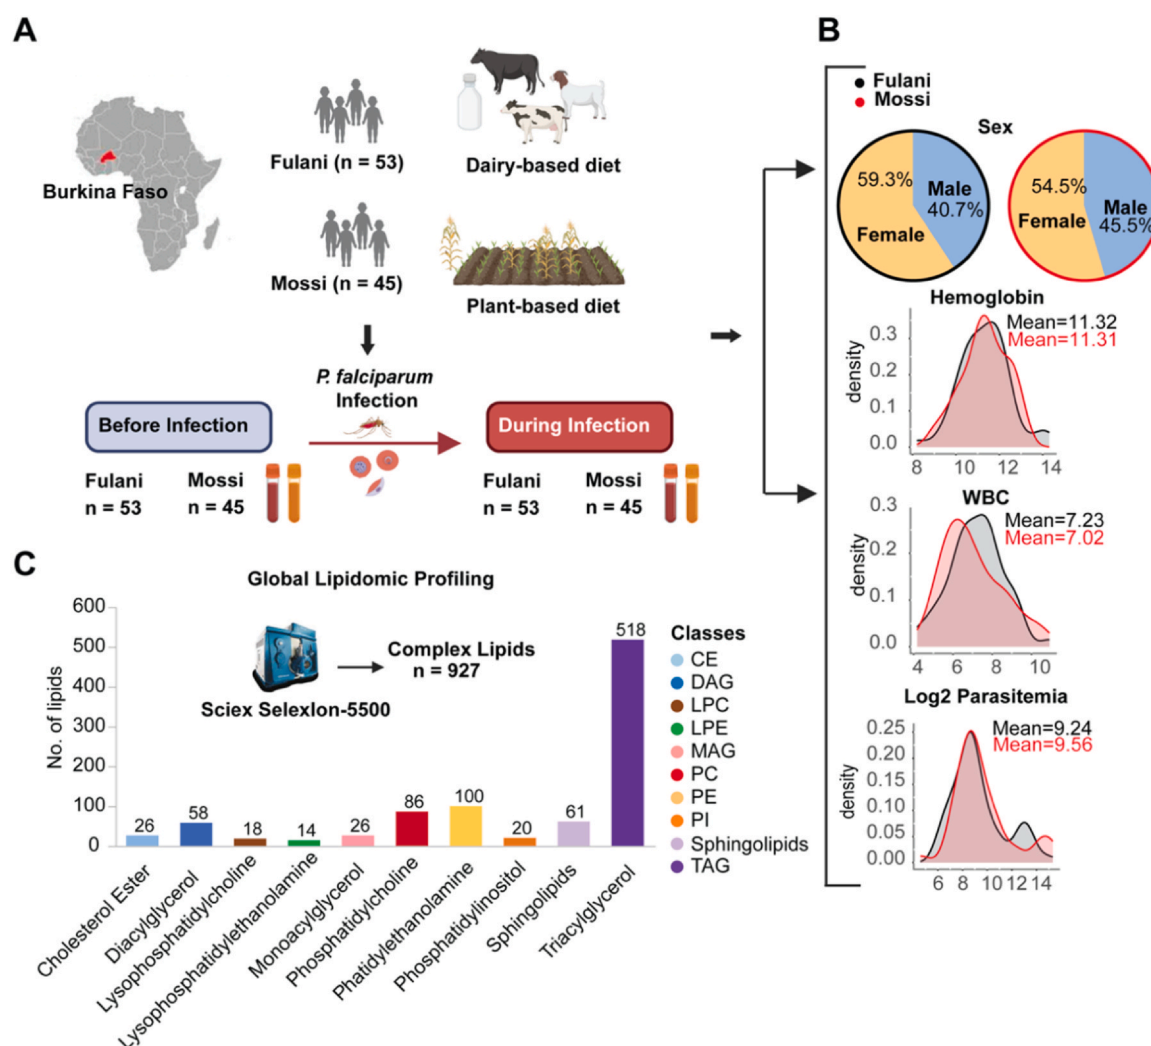 A
Burkina Faso
Fulani (n = 53)
Dairy-based diet
Mossi (n = 45)
Plant-based diet
P. falciparum
Infection
Before Infection
During Infection
Fulani
n = 53
Mossi
n = 45
Fulani
n = 53
Mossi
n = 45
B
Fulani
Mossi
Sex
59.3%
Male
40.7%
Female
54.5%
Female
Male
45.5%
Hemoglobin
Mean=11.32
Mean=11.31
density
0.3
0.2
0.1
0.0
8 10 12 14
WBC
Mean=7.23
Mean=7.02
density
0.3
0.2
0.1
0.0
4 6 8 10
Log2 Parasitemia
Mean=9.24
Mean=9.56
density
0.25
0.15
0.10
0.05
0.00
6 8 10 12 14
C
Global Lipidomic Profiling
Sciex SelexIon-5500
Complex Lipids
n = 927
No. of lipids
600
500
400
300
200
100
0
26
58
18
14
26
86
100
20
61
518
Cholesterol Ester
Diacylglycerol
Lysophosphatidylcholine
Lysophosphatidylethanolamine
Monoacylglycerol
Phosphatidylcholine
Phatidylethanolamine
Phosphatidylinositol
Sphingolipids
Triacylglycerol
Classes
CE
DAG
LPC
LPE
MAG
PC
PE
PI
Sphingolipids
TAG